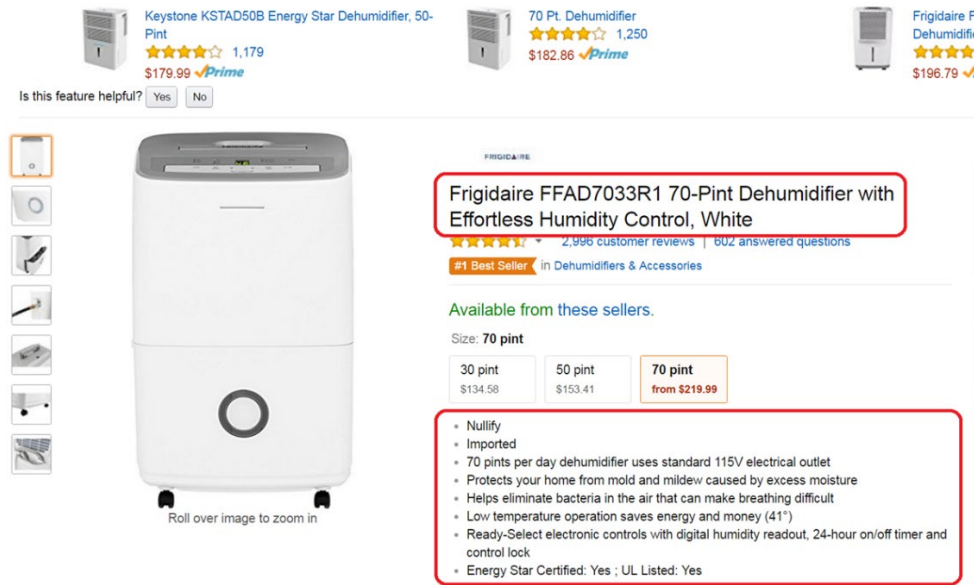 Keystone KSTAD50B Energy Star Dehumidifier, 50-
Pint
1,179
$179.99 Prime
70 Pt. Dehumidifier
1,250
$182.86 Prime
Frigidaire F
Dehumidifie
$196.79
Is this feature helpful? Yes No
FRIGIDAIRE
Frigidaire FFAD7033R1 70-Pint Dehumidifier with
Effortless Humidity Control, White
2,996 customer reviews | 602 answered questions
#1 Best Seller in Dehumidifiers & Accessories
Available from these sellers.
Size: 70 pint
30 pint
$134.58
50 pint
$153.41
70 pint
from $219.99
Nullify
Imported
70 pints per day dehumidifier uses standard 115V electrical outlet
Protects your home from mold and mildew caused by excess moisture
Helps eliminate bacteria in the air that can make breathing difficult
Low temperature operation saves energy and money (41°)
Ready-Select electronic controls with digital humidity readout, 24-hour on/off timer and
control lock
Energy Star Certified: Yes ; UL Listed: Yes
Roll over image to zoom in